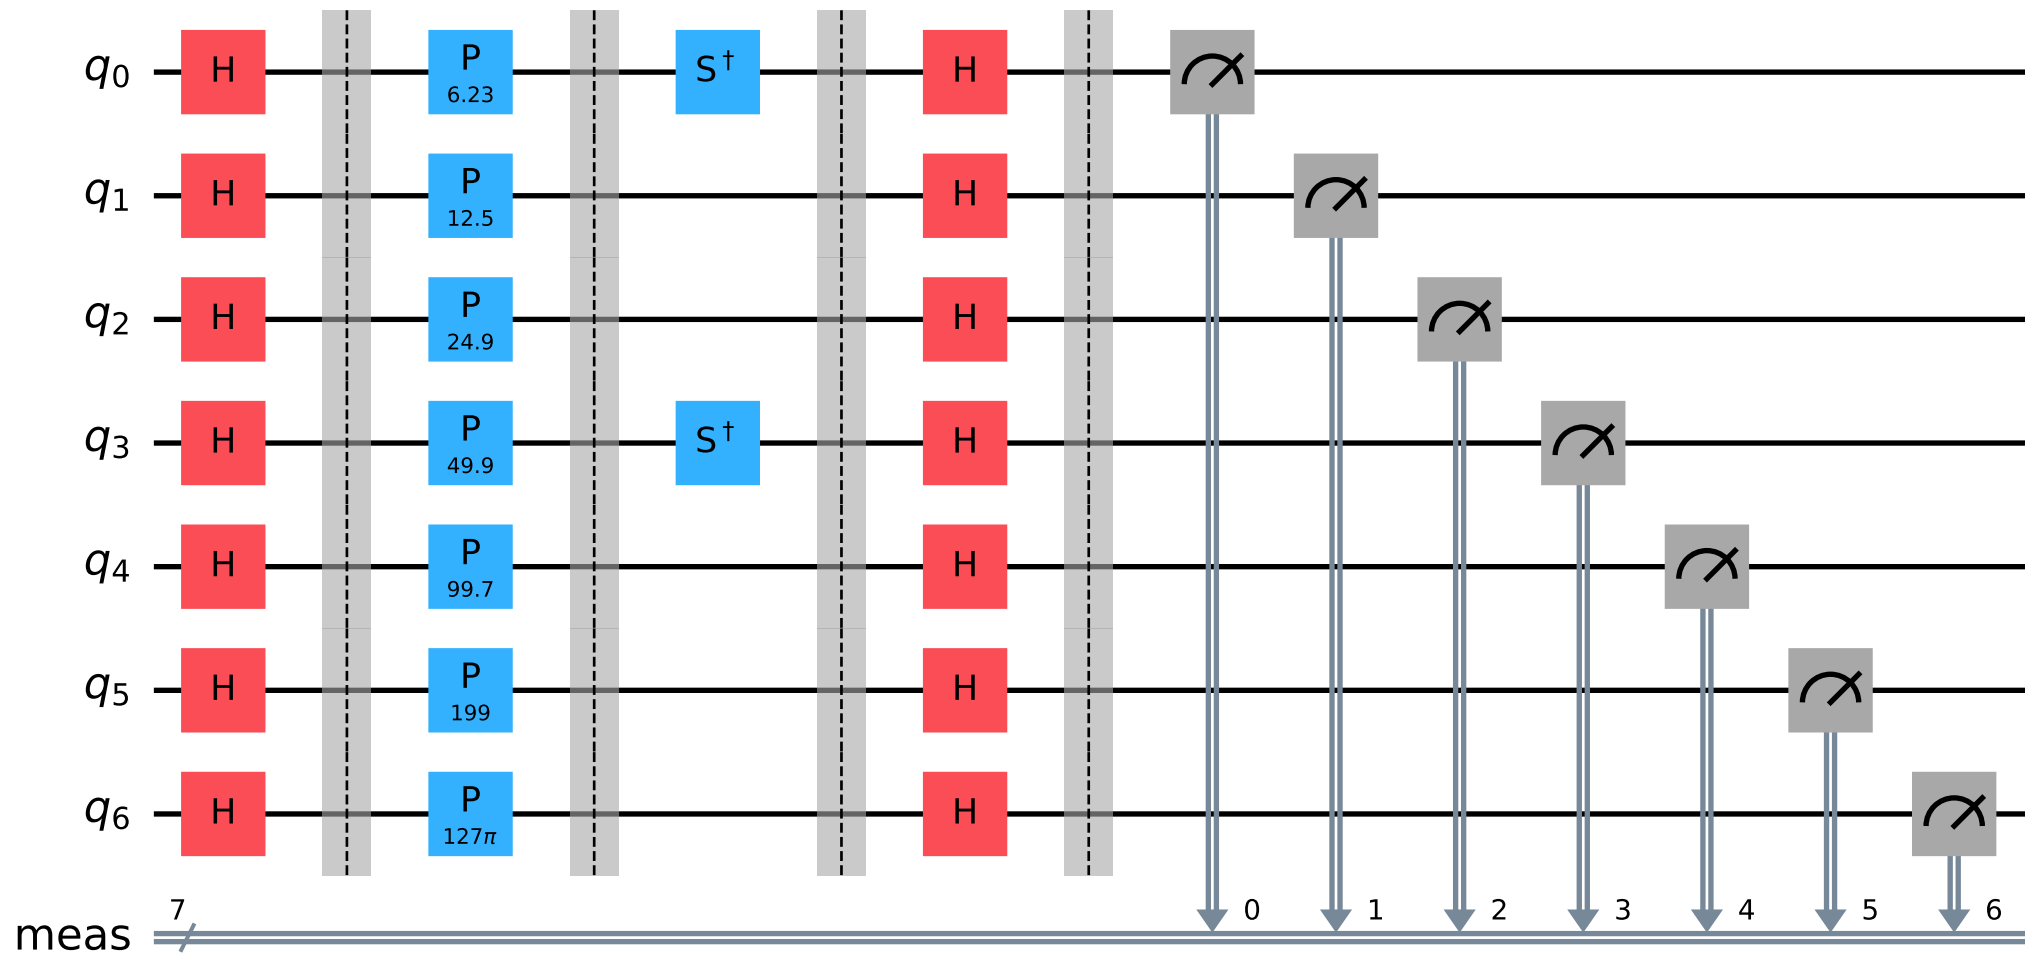 q0 H P 6.23 S† H
q1 H P 12.5 H
q2 H P 24.9 H
q3 H P 49.9 S† H
q4 H P 99.7 H
q5 H P 199 H
q6 H P 127π H
meas 7 0 1 2 3 4 5 6